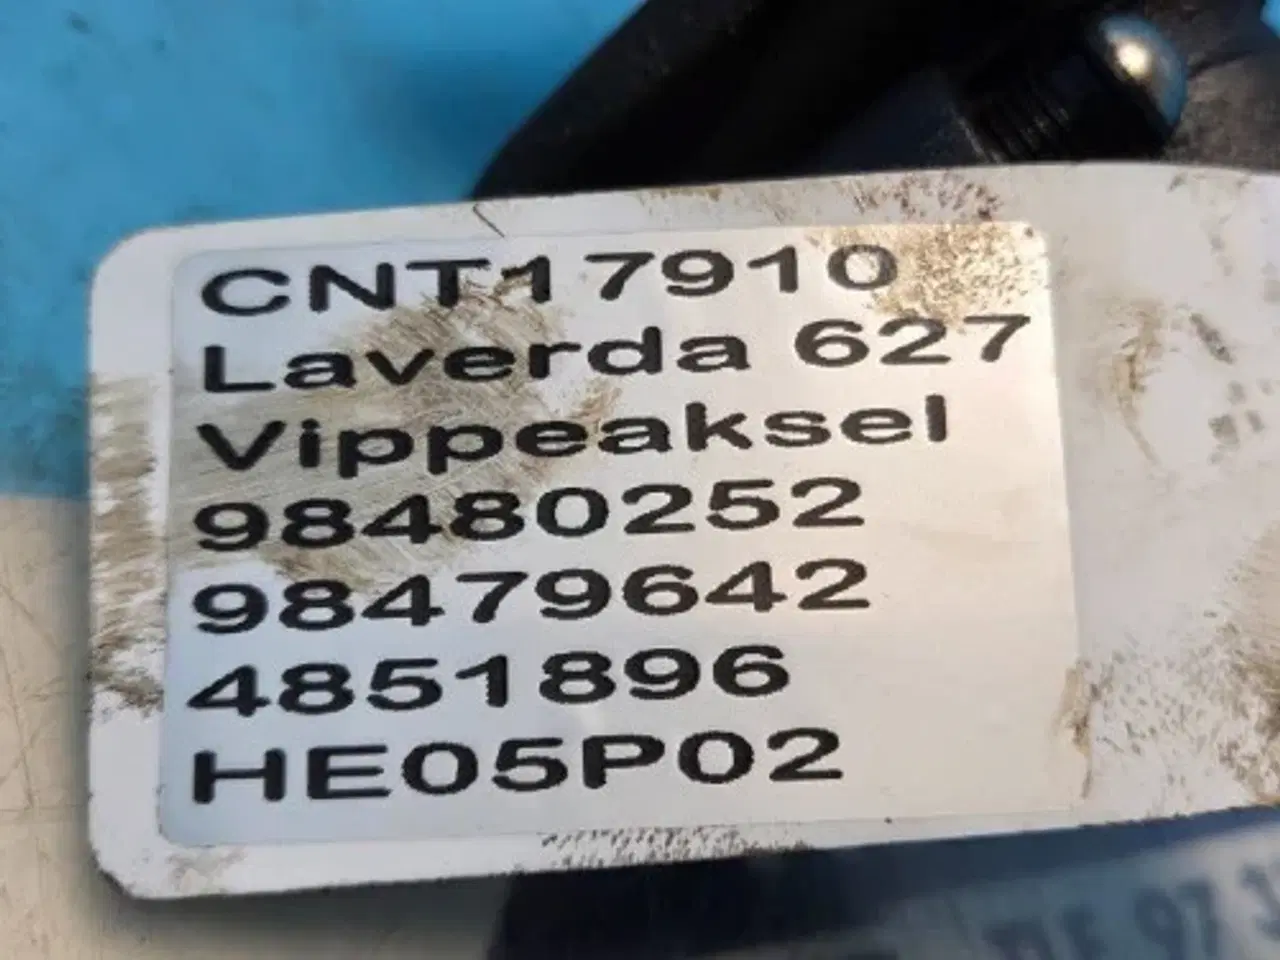 CNT17910
Laverda 627
Vippeaksel
98480252
98479642
4851896
HE05P02